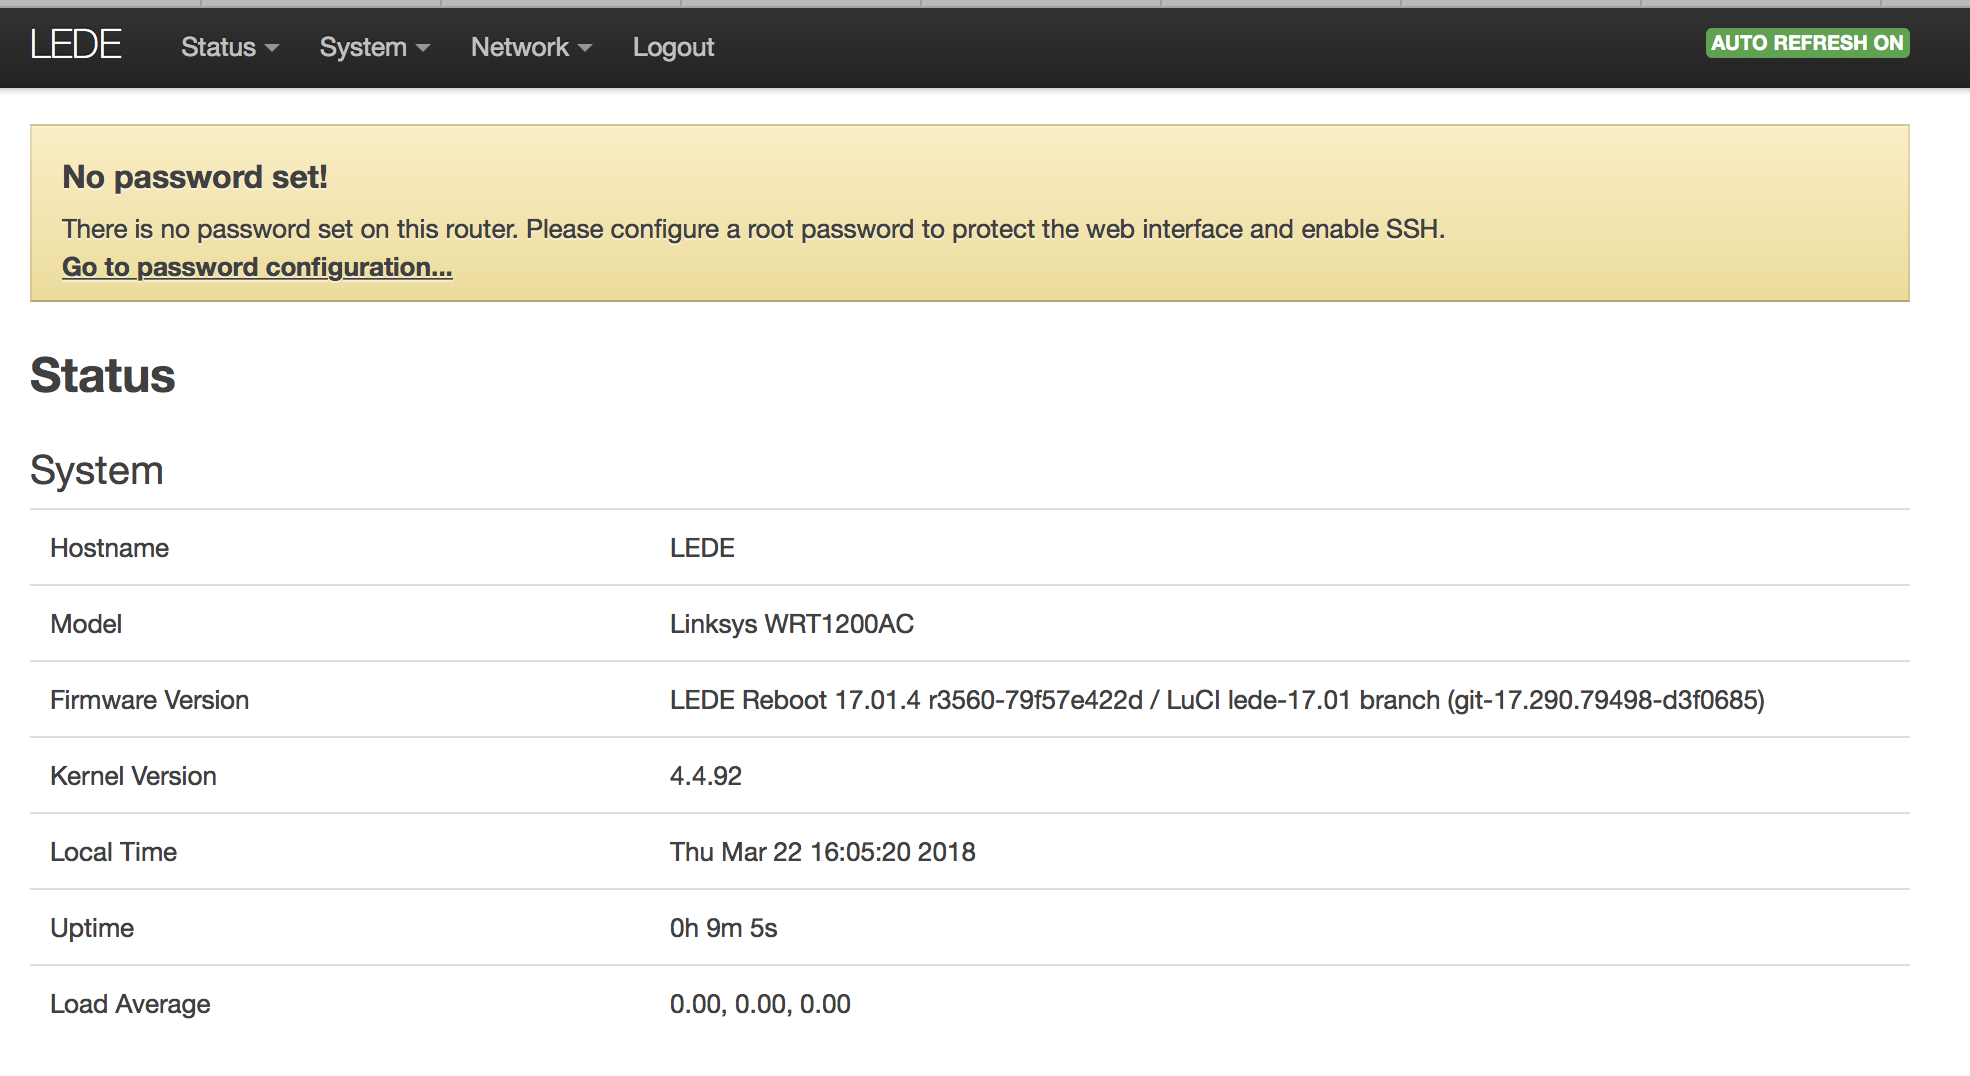 LEDE Status System Network Logout AUTO REFRESH ON
No password set!
There is no password set on this router. Please configure a root password to protect the web interface and enable SSH.
Go to password configuration...
Status
System
Hostname LEDE
Model Linksys WRT1200AC
Firmware Version LEDE Reboot 17.01.4 r3560-79f57e422d / LuCI lede-17.01 branch (git-17.290.79498-d3f0685)
Kernel Version 4.4.92
Local Time Thu Mar 22 16:05:20 2018
Uptime 0h 9m 5s
Load Average 0.00, 0.00, 0.00